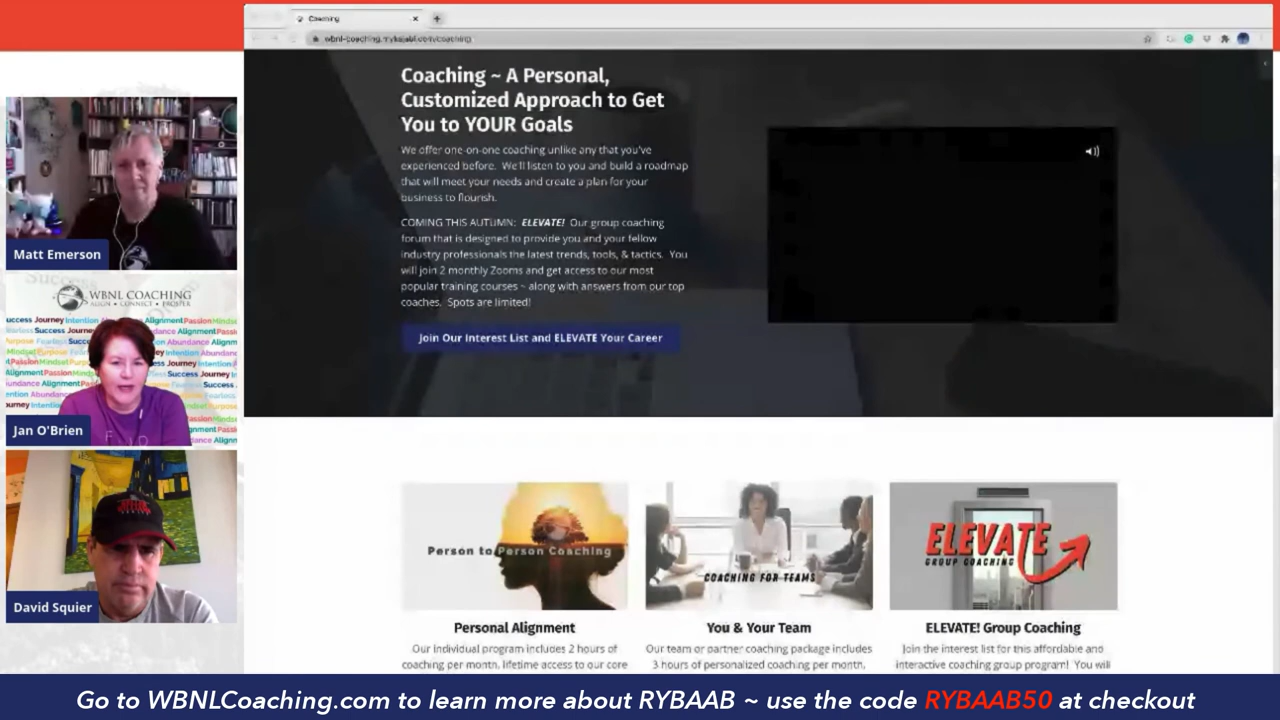 Coaching
wbnl-coaching.mykajabi.com/coaching
Coaching ~ A Personal,
Customized Approach to Get
You to YOUR Goals
We offer one-on-one coaching unlike any that you've
experienced before. We'll listen to you and build a roadmap
that will meet your needs and create a plan for your
business to flourish.
COMING THIS AUTUMN: ELEVATE! Our group coaching
forum that is designed to provide you and your fellow
industry professionals the latest trends, tools, & tactics. You
will join 2 monthly Zooms and get access to our most
popular training courses ~ along with answers from our top
coaches. Spots are limited!
Join Our Interest List and ELEVATE Your Career
Matt Emerson
WBNL COACHING
ALIGN • CONNECT • PROSPER
Jan O'Brien
David Squier
Person to Person Coaching
COACHING FOR TEAMS
ELEVATE
GROUP COACHING
Personal Alignment
Our individual program includes 2 hours of
coaching per month, lifetime access to our core
You & Your Team
Our team or partner coaching package includes
3 hours of personalized coaching per month,
ELEVATE! Group Coaching
Join the interest list for this affordable and
interactive coaching group program! You will
Go to WBNLCoaching.com to learn more about RYBAAB ~ use the code RYBAAB50 at checkout